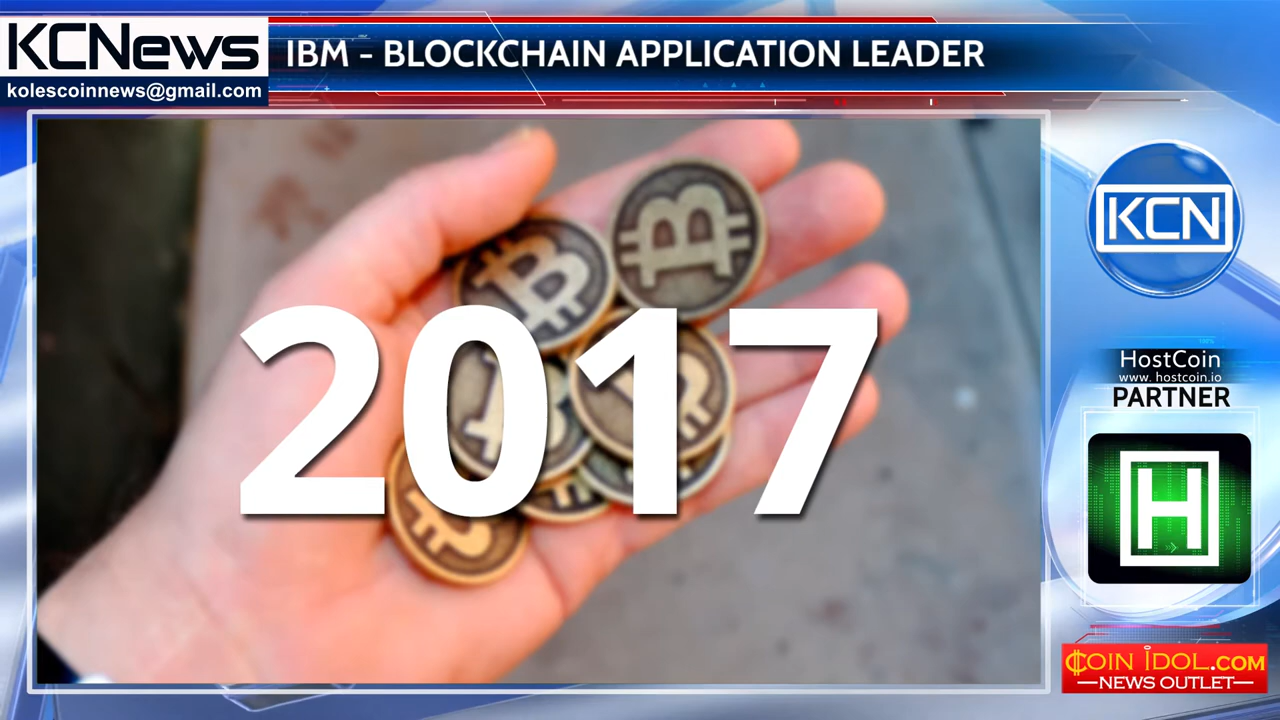 KCNews
kolescoinnews@gmail.com
IBM - BLOCKCHAIN APPLICATION LEADER
2017
KCN
HostCoin
www. hostcoin.io
PARTNER
H
COIN IDOL.COM
NEWS OUTLET